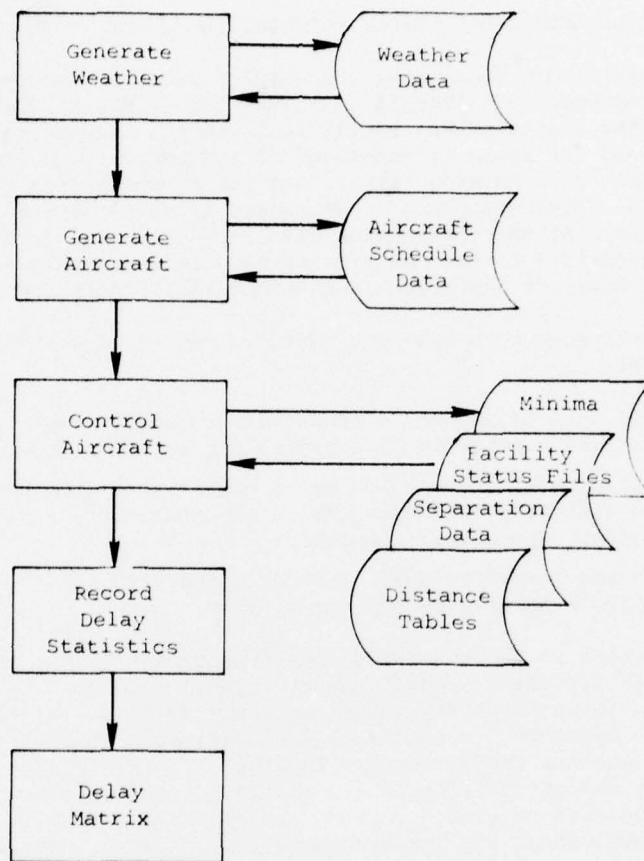 Generate
Weather
Weather
Data
Generate
Aircraft
Aircraft
Schedule
Data
Control
Aircraft
Minima
Facility
Status Files
Separation
Data
Distance
Tables
Record
Delay
Statistics
Delay
Matrix